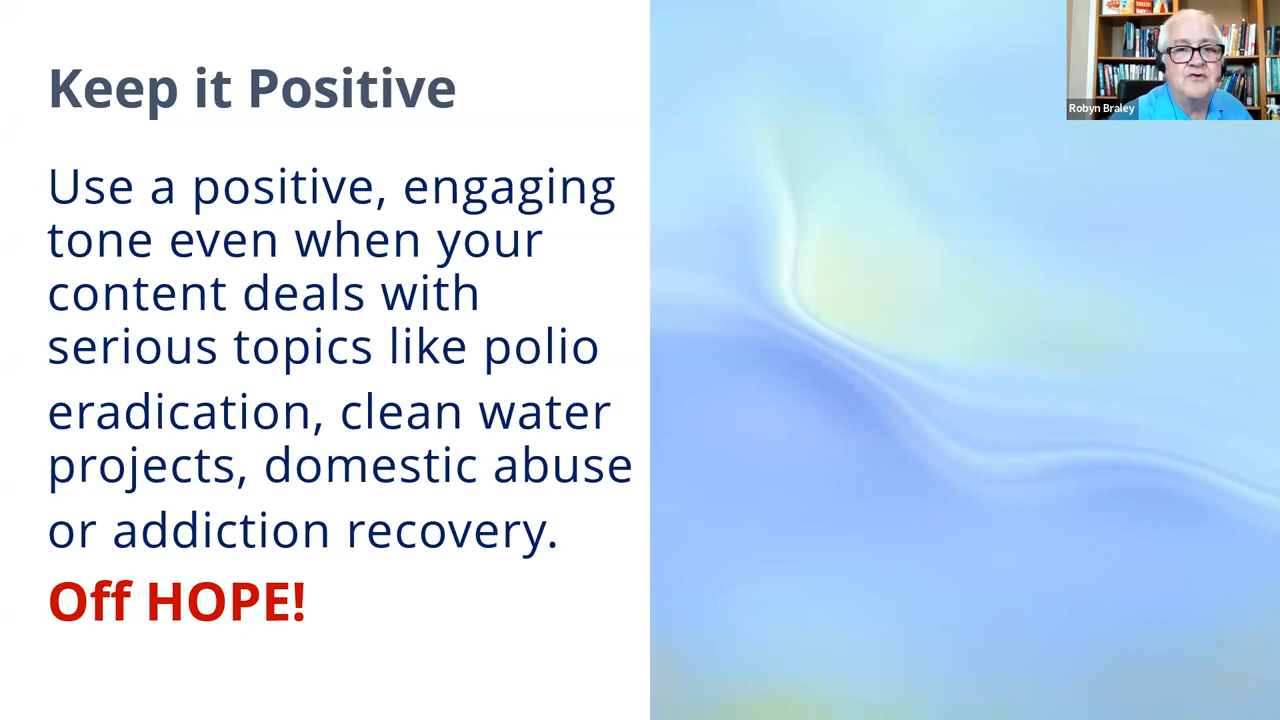 Keep it Positive
Use a positive, engaging
tone even when your
content deals with
serious topics like polio
eradication, clean water
projects, domestic abuse
or addiction recovery.
Off HOPE!
Robyn Braley